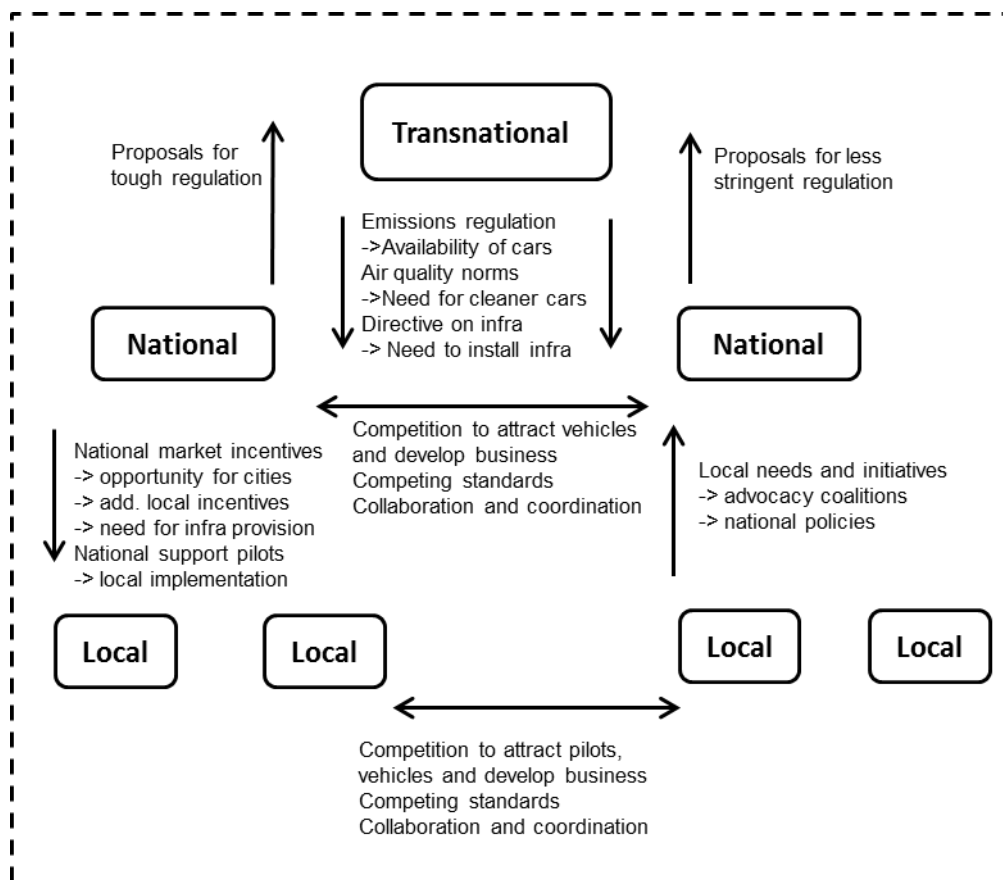 Transnational
Proposals for
tough regulation
Proposals for less
stringent regulation
Emissions regulation
->Availability of cars
Air quality norms
->Need for cleaner cars
Directive on infra
-> Need to install infra
National
National
National market incentives
-> opportunity for cities
-> add. local incentives
-> need for infra provision
National support pilots
-> local implementation
Competition to attract vehicles
and develop business
Competing standards
Collaboration and coordination
Local needs and initiatives
-> advocacy coalitions
-> national policies
Local
Local
Local
Local
Competition to attract pilots,
vehicles and develop business
Competing standards
Collaboration and coordination